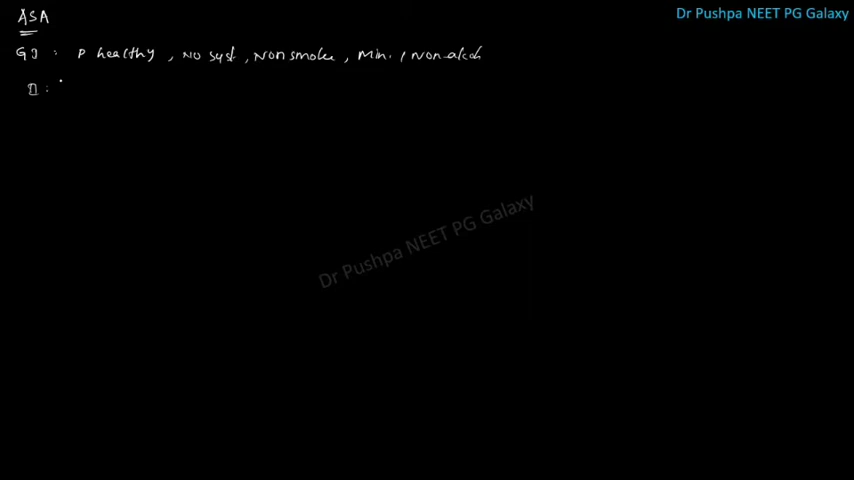 Dr Pushpa NEET PG Galaxy
ASA
G I : P healthy , No syst , Non smoke , Min. / Non-alcoh
II :
Dr Pushpa NEET PG Galaxy